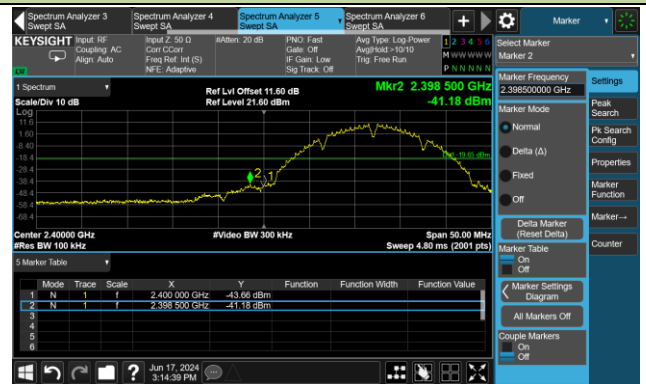 Spectrum Analyzer 3
Swept SA
Spectrum Analyzer 4
Swept SA
Spectrum Analyzer 5
Swept SA
Spectrum Analyzer 6
Swept SA
+
Marker
KEYSIGHT
Input: RF
Coupling: AC
Align: Auto
Input Z: 50 Ω
Corr CCorr
Freq Ref: Int (S)
NFE: Adaptive
#Atten: 20 dB
PNO: Fast
Gate: Off
IF Gain: Low
Sig Track: Off
Avg Type: Log-Power
Avg|Hold:>10/10
Trig: Free Run
1 2 3 4 5 6
M W W W W W
P N N N N N
LW
1 Spectrum
Scale/Div 10 dB
Log
Ref Lvl Offset 11.60 dB
Ref Level 21.60 dBm
Mkr2 2.398 500 GHz
-41.18 dBm
11.6
1.60
-8.40
-18.4
-28.4
-38.4
-48.4
-58.4
-68.4
2
1
Center 2.40000 GHz
#Res BW 100 kHz
#Video BW 300 kHz
Span 50.00 MHz
Sweep 4.80 ms (2001 pts)
5 Marker Table
Mode Trace Scale X Y Function Function Width Function Value
1 N 1 f 2.400 000 GHz -43.66 dBm
2 N 1 f 2.398 500 GHz -41.18 dBm
3
4
5
6
Select Marker
Marker 2
Marker Frequency
2.398500000 GHz
Marker Mode
Normal
Delta (Δ)
Fixed
Off
Delta Marker
(Reset Delta)
Marker Table
On
Off
Marker Settings
Diagram
All Markers Off
Couple Markers
On
Off
Settings
Peak
Search
Pk Search
Config
Properties
Marker
Function
Marker→
Counter
?
Jun 17, 2024
3:14:39 PM